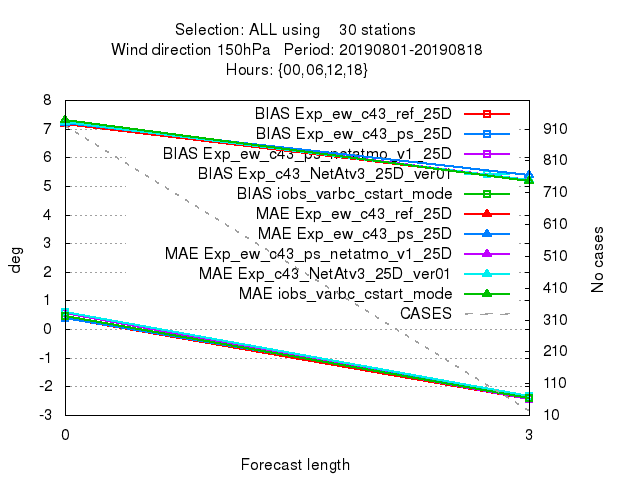 Selection: ALL using    30 stations
Wind direction 150hPa   Period: 20190801-20190818
Hours: {00,06,12,18}
8
7
6
5
4
3
2
1
0
-1
-2
-3
deg
BIAS Exp_ew_c43_ref_25D
BIAS Exp_ew_c43_ps_25D
BIAS Exp_ew_c43_ps_netatmo_v1_25D
BIAS Exp_c43_NetAtv3_25D_ver01
BIAS iobs_varbc_cstart_mode
MAE Exp_ew_c43_ref_25D
MAE Exp_ew_c43_ps_25D
MAE Exp_ew_c43_ps_netatmo_v1_25D
MAE Exp_c43_NetAtv3_25D_ver01
MAE iobs_varbc_cstart_mode
CASES
910
810
710
610
510
410
310
210
110
10
No cases
0
3
Forecast length